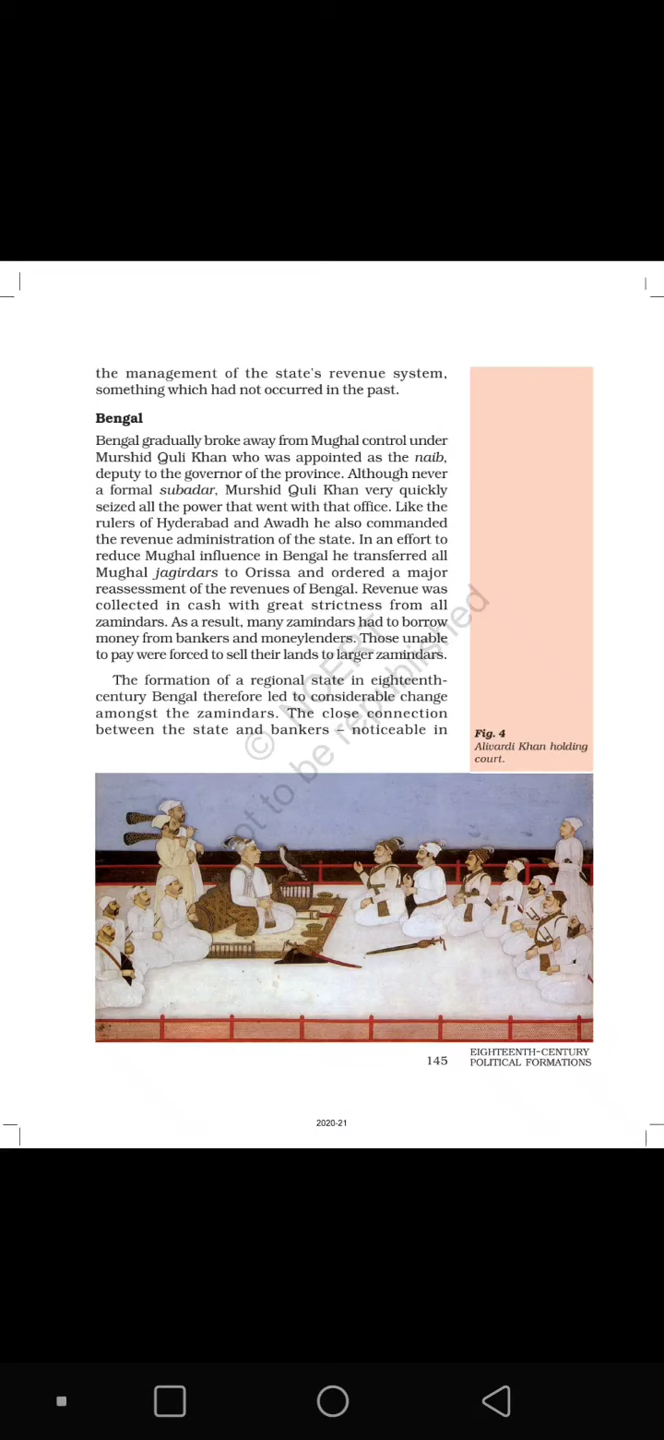 the management of the state's revenue system,
something which had not occurred in the past.
Bengal
Bengal gradually broke away from Mughal control under
Murshid Quli Khan who was appointed as the naib,
deputy to the governor of the province. Although never
a formal subadar, Murshid Quli Khan very quickly
seized all the power that went with that office. Like the
rulers of Hyderabad and Awadh he also commanded
the revenue administration of the state. In an effort to
reduce Mughal influence in Bengal he transferred all
Mughal jagirdars to Orissa and ordered a major
reassessment of the revenues of Bengal. Revenue was
collected in cash with great strictness from all
zamindars. As a result, many zamindars had to borrow
money from bankers and moneylenders. Those unable
to pay were forced to sell their lands to larger zamindars.
The formation of a regional state in eighteenth-
century Bengal therefore led to considerable change
amongst the zamindars. The close connection
between the state and bankers – noticeable in
Fig. 4
Alivardi Khan holding
court.
© NCERT
not to be republished
145
EIGHTEENTH-CENTURY
POLITICAL FORMATIONS
2020-21